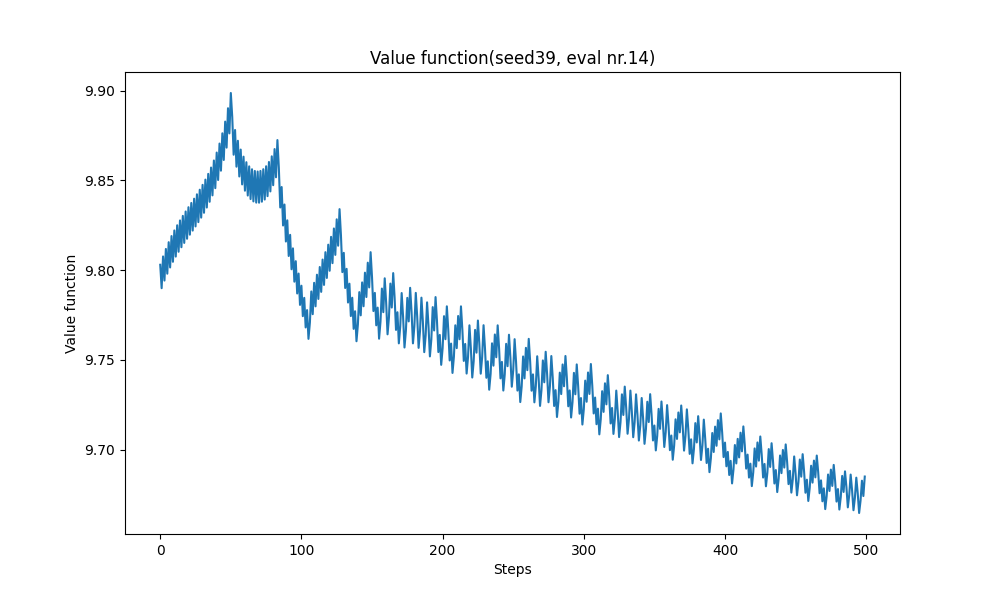 Value function(seed39, eval nr.14)
9.90
9.85
9.80
9.75
9.70
Value function
0 100 200 300 400 500
Steps